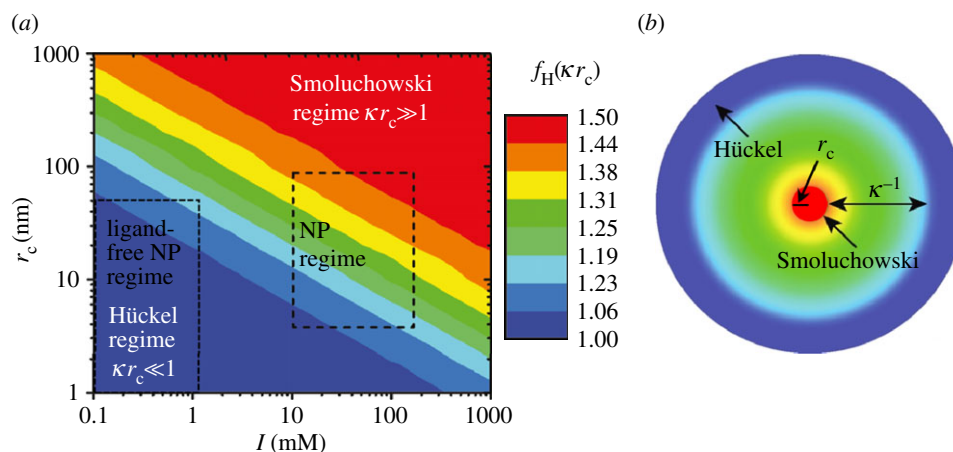 (a)
1000
100
10
1
r_c (nm)
0.1
1
10
100
1000
I (mM)
Smoluchowski
regime κr_c≫1
NP
regime
ligand-
free NP
regime
Hückel
regime
κr_c≪1
f_H(κr_c)
1.50
1.44
1.38
1.31
1.25
1.19
1.23
1.06
1.00
(b)
Hückel
r_c
κ⁻¹
Smoluchowski